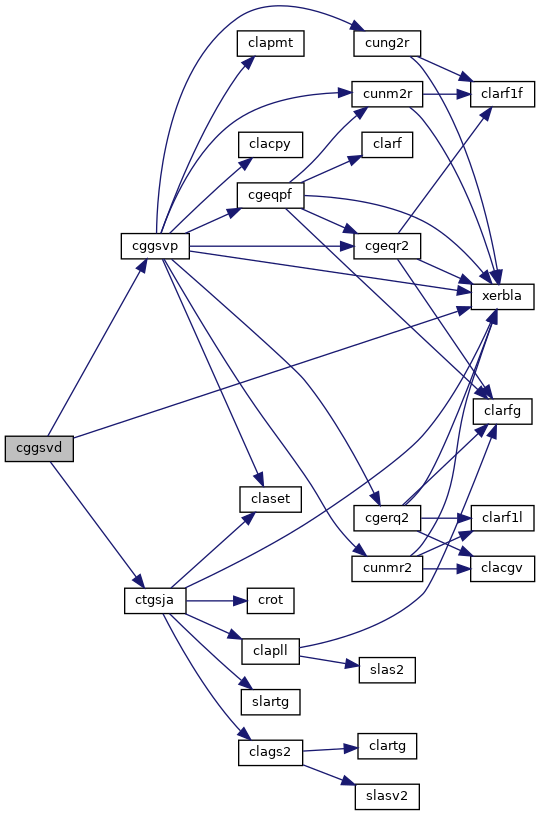 cung2r
clapmt
cunm2r
clarf1f
clacpy
clarf
cgeqpf
cggsvp
cgeqr2
xerbla
clarfg
cggsvd
claset
cgerq2
clarf1l
cunmr2
clacgv
ctgsja
crot
clapll
slas2
slartg
clartg
clags2
slasv2